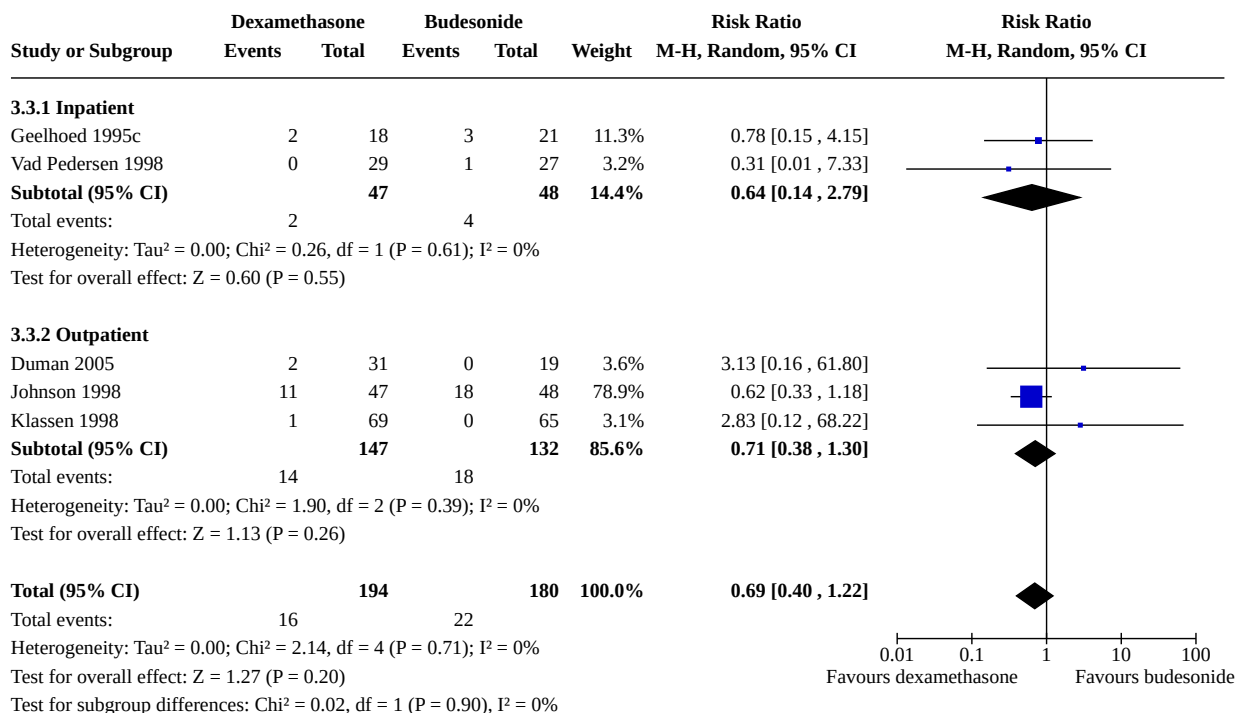 Dexamethasone Budesonide Risk Ratio Risk Ratio
Study or Subgroup Events Total Events Total Weight M-H, Random, 95% CI M-H, Random, 95% CI
3.3.1 Inpatient
Geelhoed 1995c 2 18 3 21 11.3% 0.78 [0.15 , 4.15]
Vad Pedersen 1998 0 29 1 27 3.2% 0.31 [0.01 , 7.33]
Subtotal (95% CI) 47 48 14.4% 0.64 [0.14 , 2.79]
Total events: 2 4
Heterogeneity: Tau² = 0.00; Chi² = 0.26, df = 1 (P = 0.61); I² = 0%
Test for overall effect: Z = 0.60 (P = 0.55)
3.3.2 Outpatient
Duman 2005 2 31 0 19 3.6% 3.13 [0.16 , 61.80]
Johnson 1998 11 47 18 48 78.9% 0.62 [0.33 , 1.18]
Klassen 1998 1 69 0 65 3.1% 2.83 [0.12 , 68.22]
Subtotal (95% CI) 147 132 85.6% 0.71 [0.38 , 1.30]
Total events: 14 18
Heterogeneity: Tau² = 0.00; Chi² = 1.90, df = 2 (P = 0.39); I² = 0%
Test for overall effect: Z = 1.13 (P = 0.26)
Total (95% CI) 194 180 100.0% 0.69 [0.40 , 1.22]
Total events: 16 22
Heterogeneity: Tau² = 0.00; Chi² = 2.14, df = 4 (P = 0.71); I² = 0%
0.01 0.1 1 10 100
Test for overall effect: Z = 1.27 (P = 0.20) Favours dexamethasone Favours budesonide
Test for subgroup differences: Chi² = 0.02, df = 1 (P = 0.90), I² = 0%